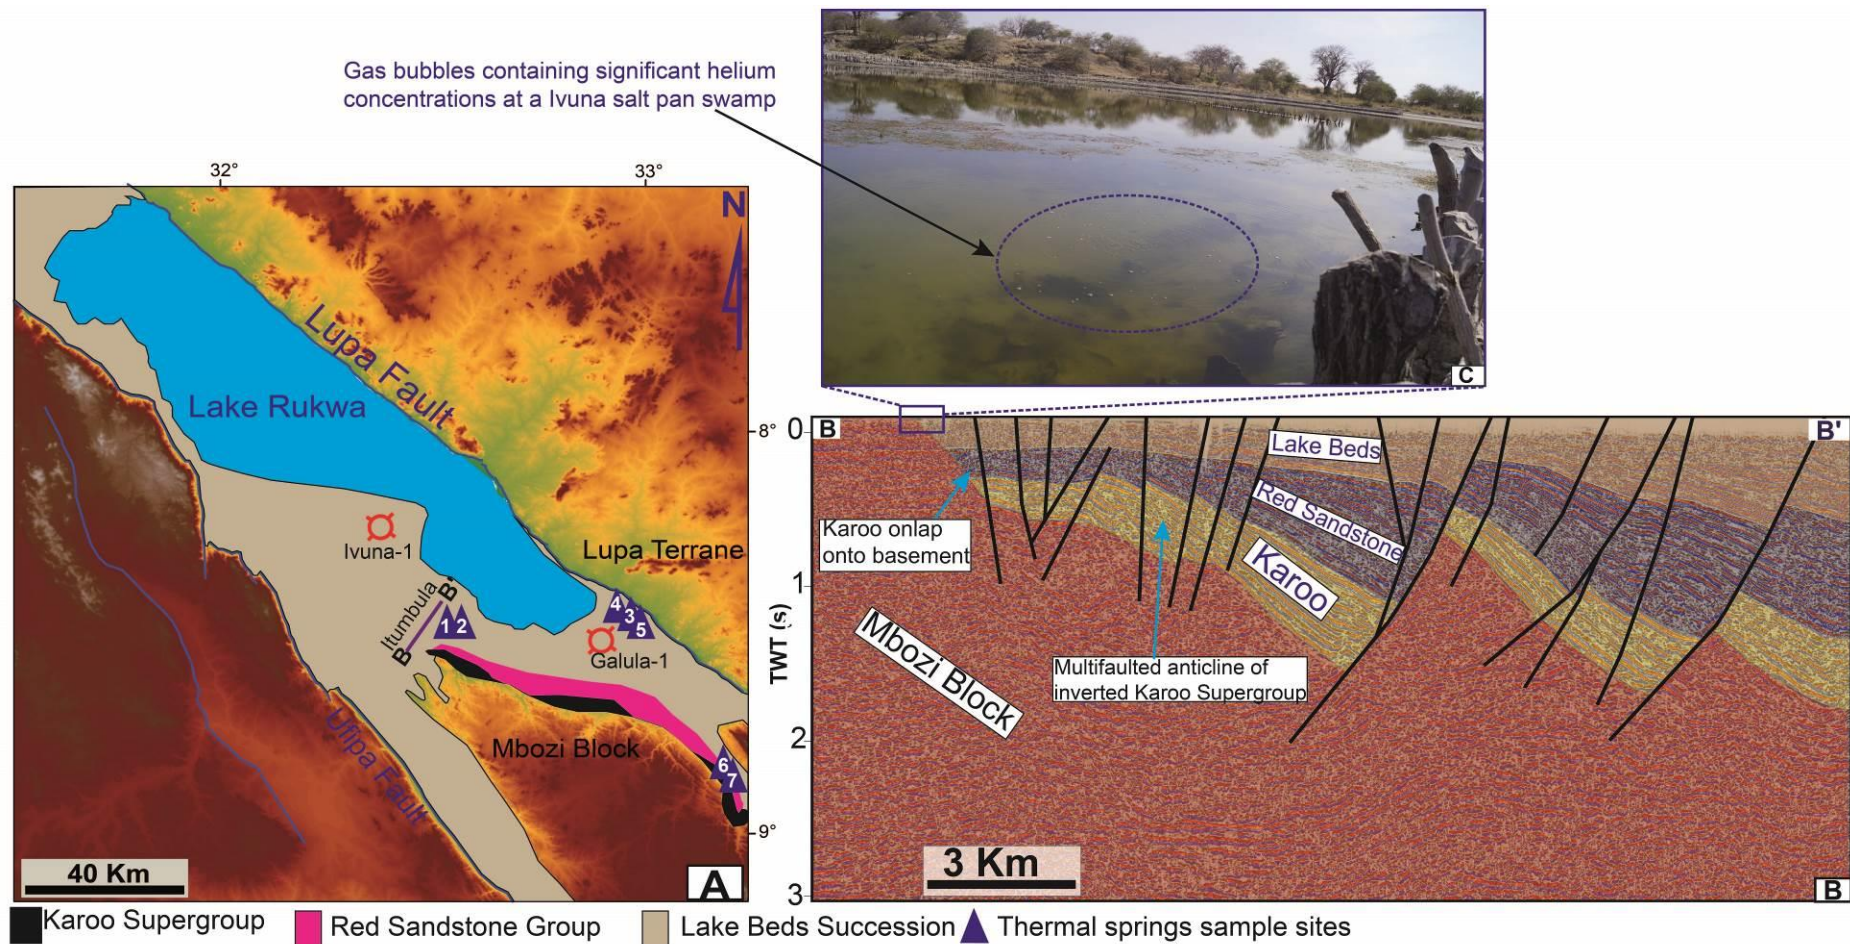 Gas bubbles containing significant helium
concentrations at a Ivuna salt pan swamp
C
32°
33°
N
Lupa Fault
Lake Rukwa
8°
Ivuna-1
Lupa Terrane
Itumbula
B'
B
1
2
4
3
5
Galula-1
Mbozi Block
Ufipa Fault
6
7
9°
40 Km
A
0
1
2
3
TWT (s)
B
B'
Lake Beds
Red Sandstone
Karoo
Karoo onlap
onto basement
Mbozi Block
Multifaulted anticline of
inverted Karoo Supergroup
3 Km
B
Karoo Supergroup
Red Sandstone Group
Lake Beds Succession
Thermal springs sample sites